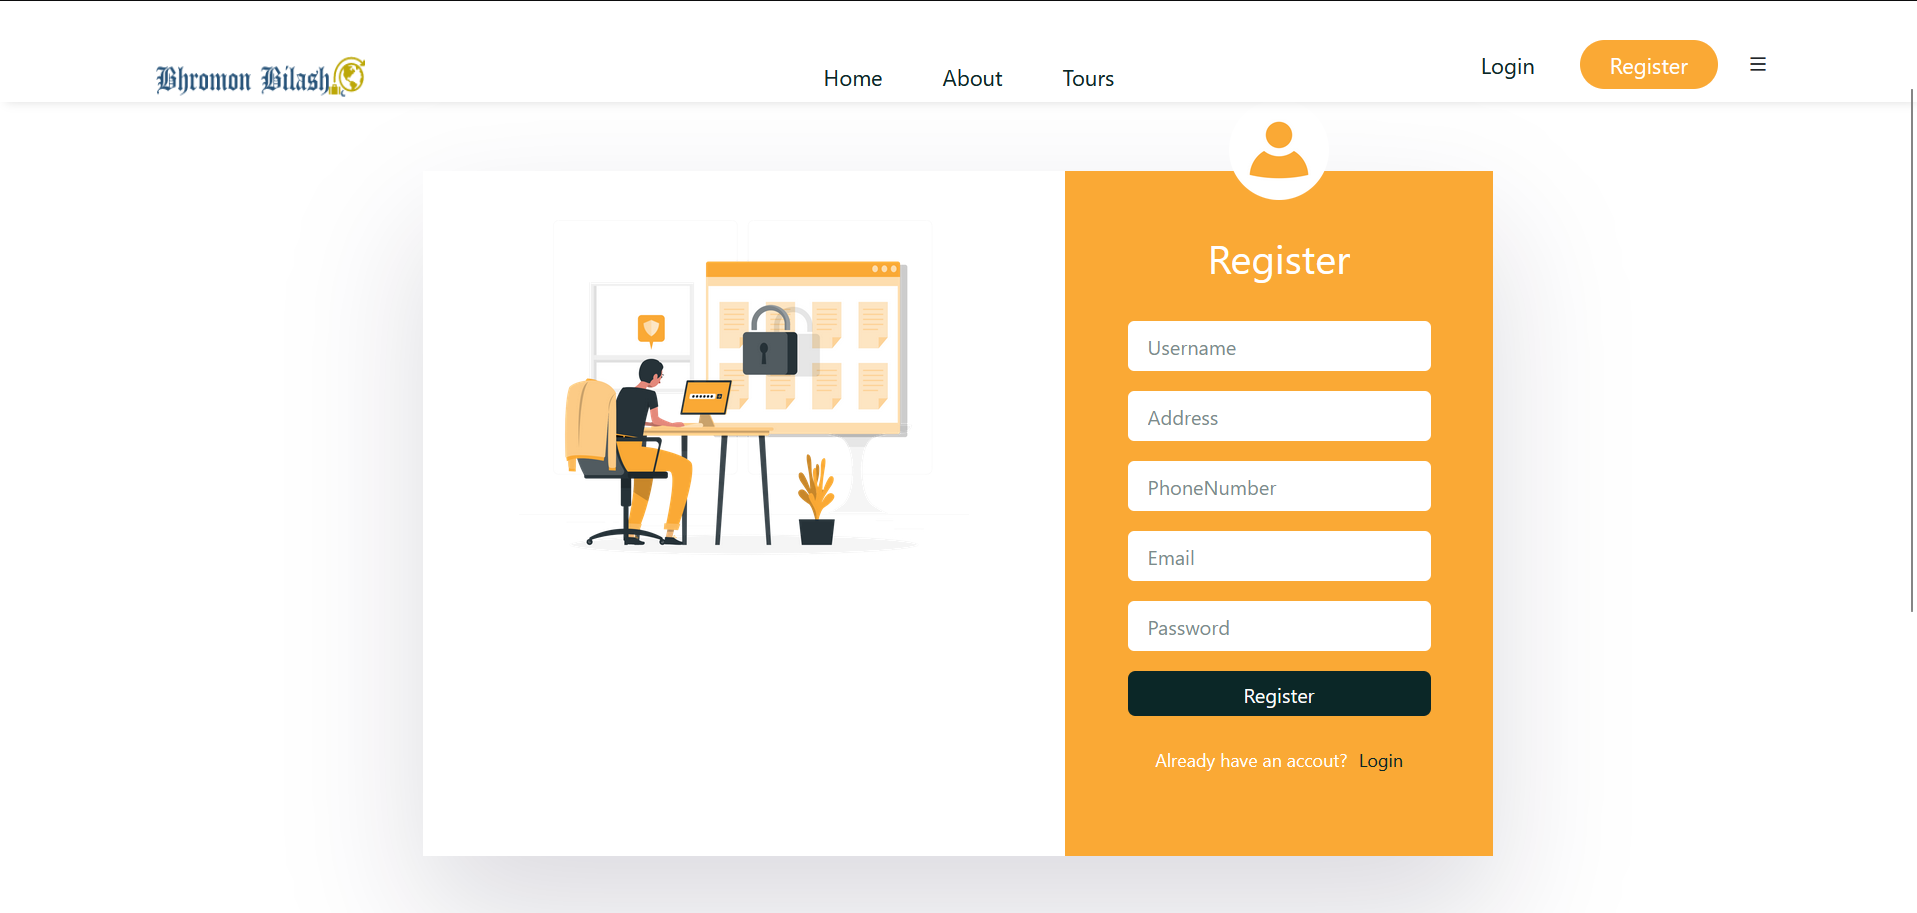 Bhromon Bilash
Home About Tours
Login Register
Register
Username
Address
PhoneNumber
Email
Password
Register
Already have an accout? Login